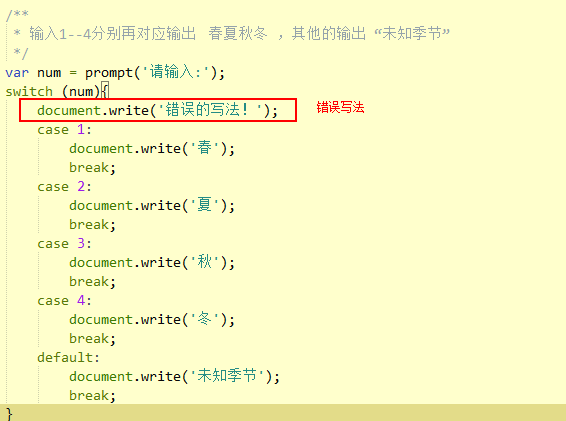 /**
 * 输入1--4分别再对应输出  春夏秋冬 ，其他的输出 “未知季节”
 */
var num = prompt('请输入:');
switch (num){
    document.write('错误的写法！');    错误写法
    case 1:
        document.write('春');
        break;
    case 2:
        document.write('夏');
        break;
    case 3:
        document.write('秋');
        break;
    case 4:
        document.write('冬');
        break;
    default:
        document.write('未知季节');
        break;
}